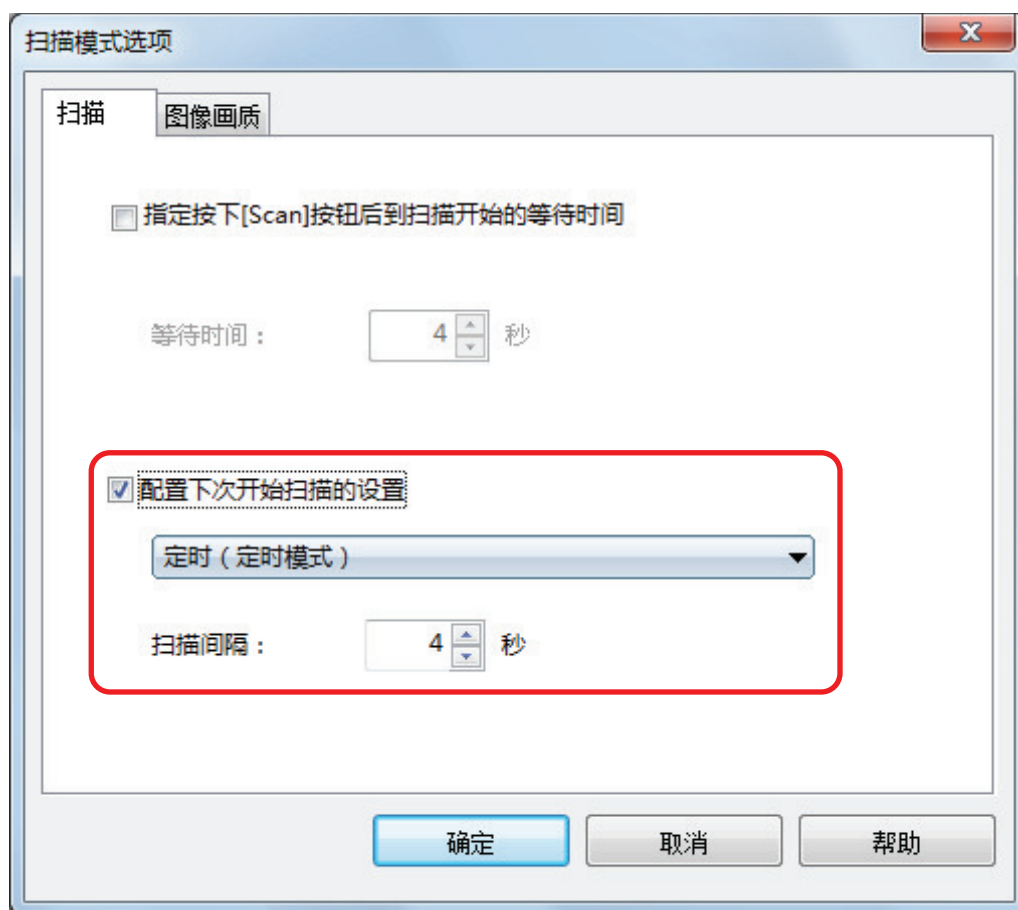 扫描模式选项
扫描 图像画质
指定按下[Scan]按钮后到扫描开始的等待时间
等待时间： 4 秒
配置下次开始扫描的设置
定时（定时模式）
扫描间隔： 4 秒
确定 取消 帮助